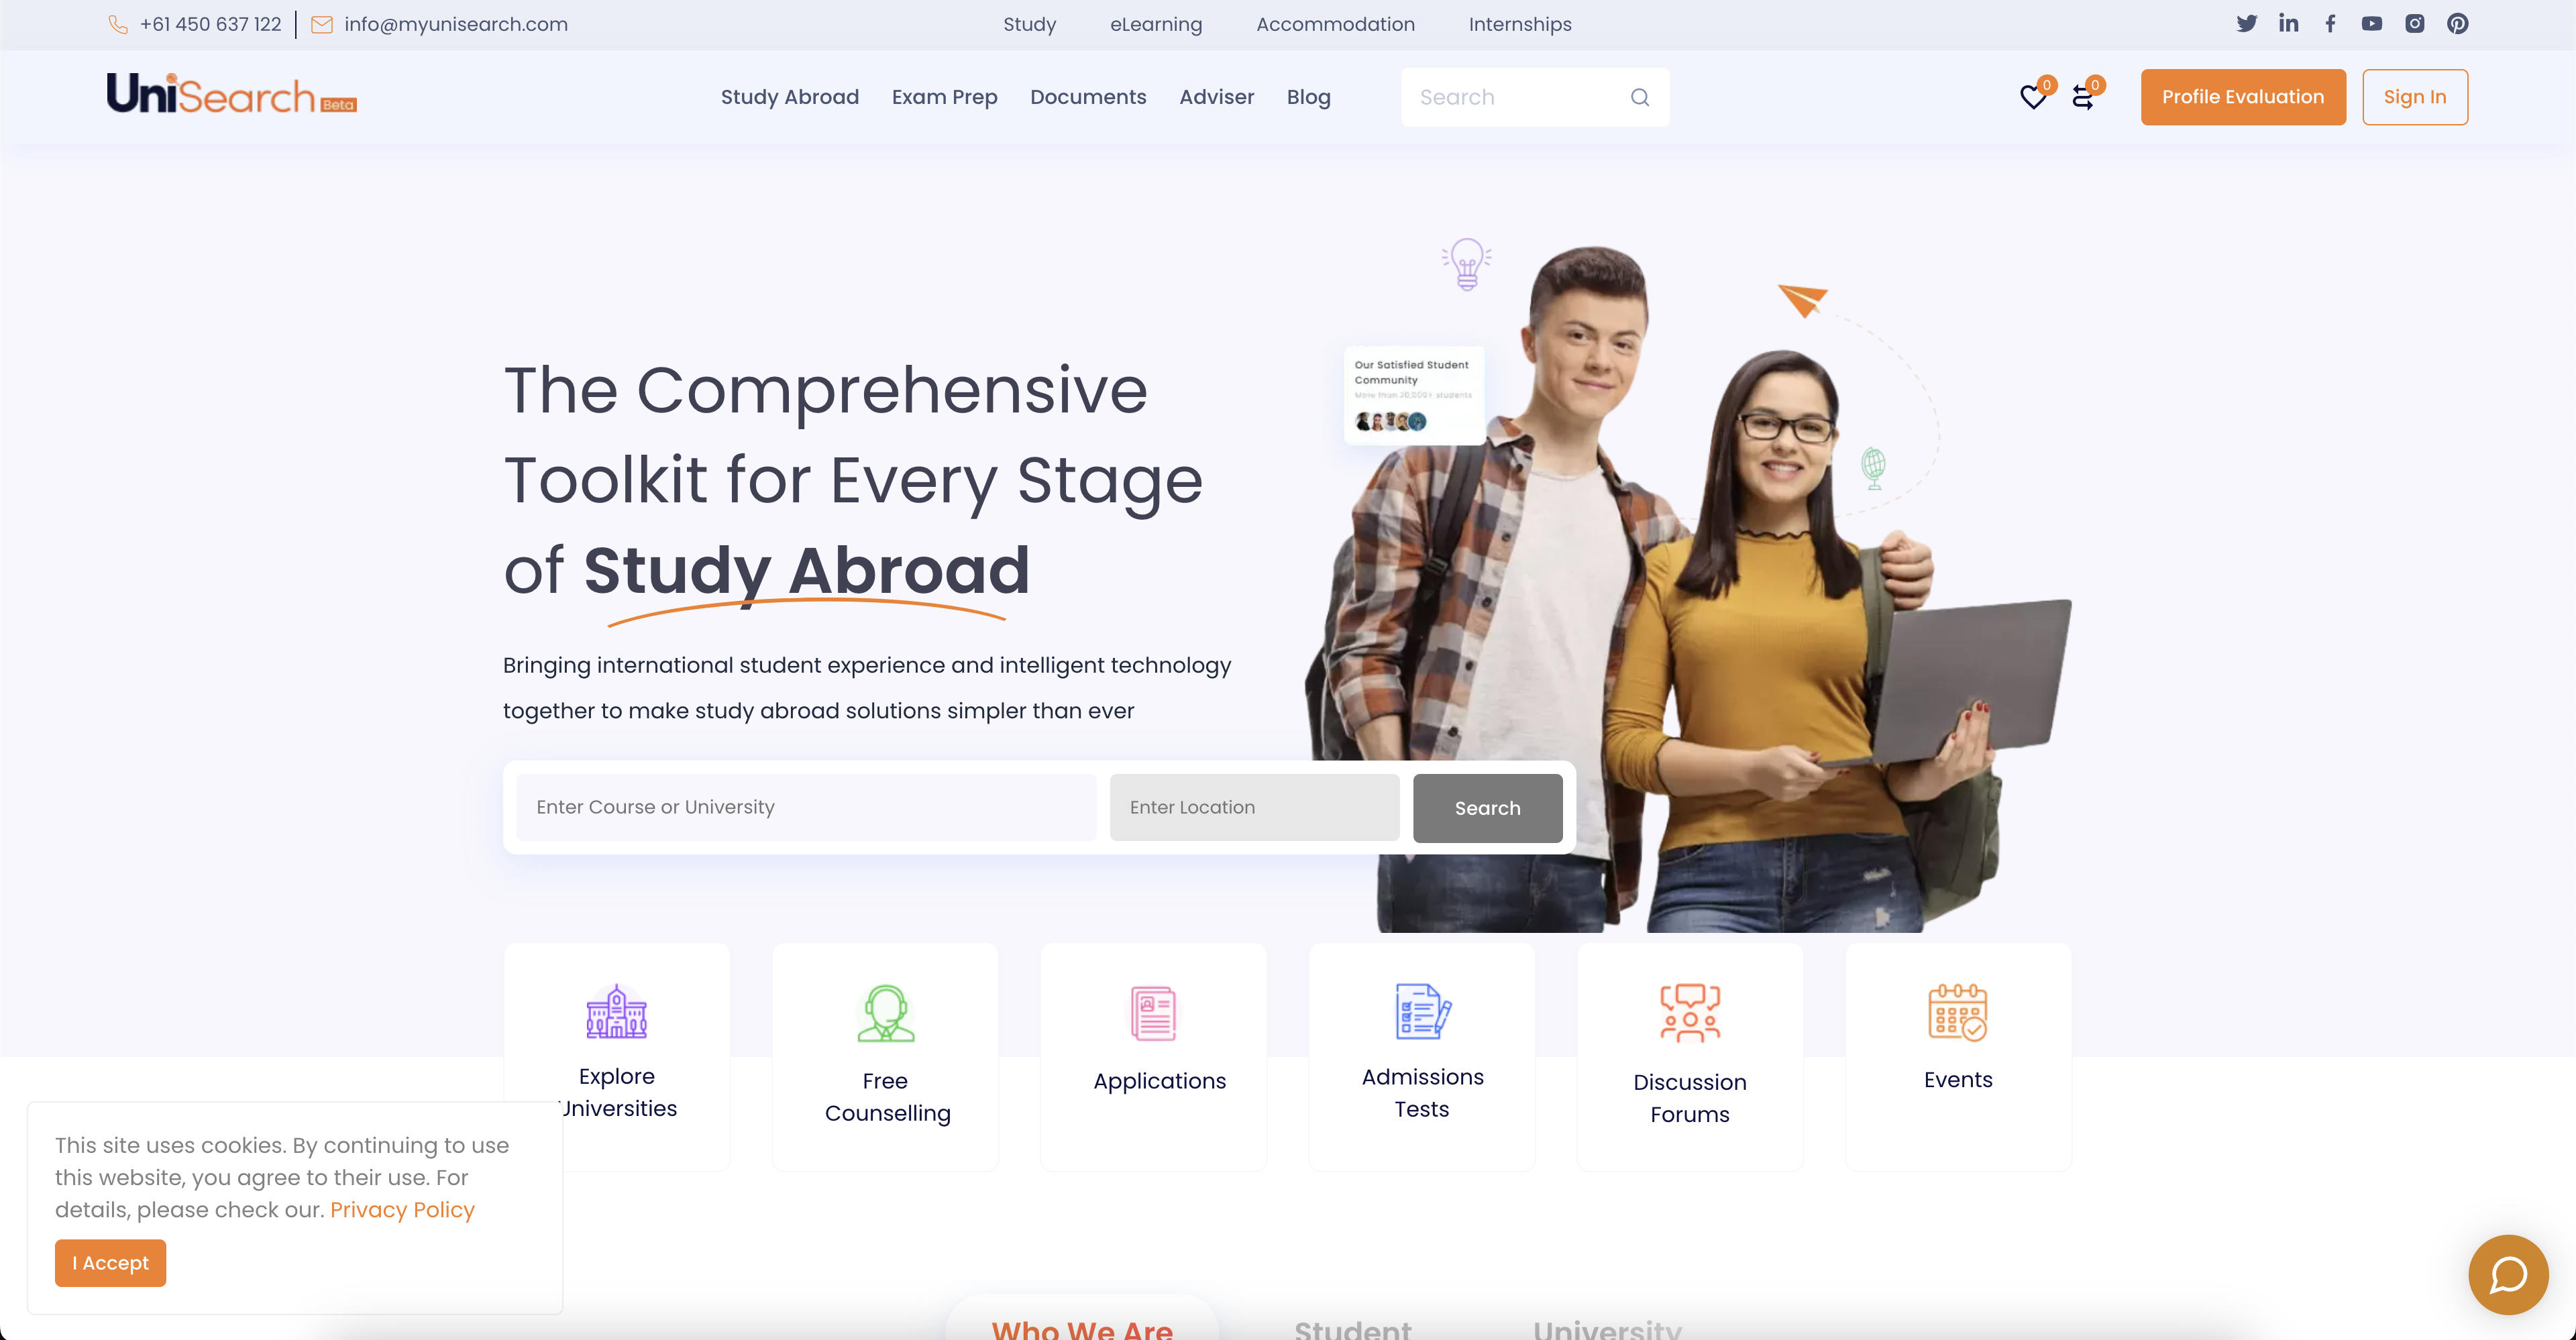 +61 450 637 122
info@myunisearch.com
Study
eLearning
Accommodation
Internships
UniSearch Beta
Study Abroad
Exam Prep
Documents
Adviser
Blog
Search
0
0
Profile Evaluation
Sign In
The Comprehensive
Toolkit for Every Stage
of Study Abroad
Our Satisfied Student
Community
More than 20,000+ students
Bringing international student experience and intelligent technology
together to make study abroad solutions simpler than ever
Enter Course or University
Enter Location
Search
Explore
Universities
Free
Counselling
Applications
Admissions
Tests
Discussion
Forums
Events
This site uses cookies. By continuing to use
this website, you agree to their use. For
details, please check our. Privacy Policy
I Accept
Who We Are
Student
University